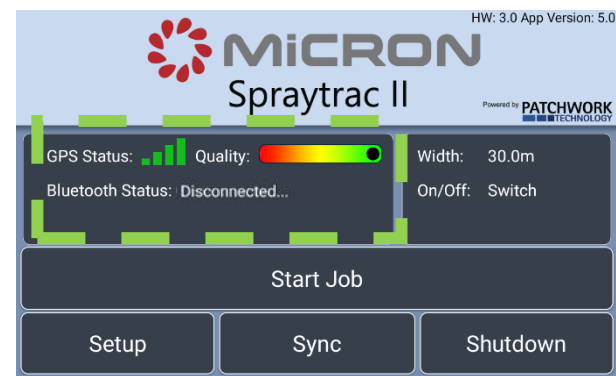 HW: 3.0 App Version: 5.0
MiCRON
Spraytrac II
Powered by PATCHWORK
TECHNOLOGY
GPS Status: Quality:
Bluetooth Status: Disconnected...
Width: 30.0m
On/Off: Switch
Start Job
Setup Sync Shutdown